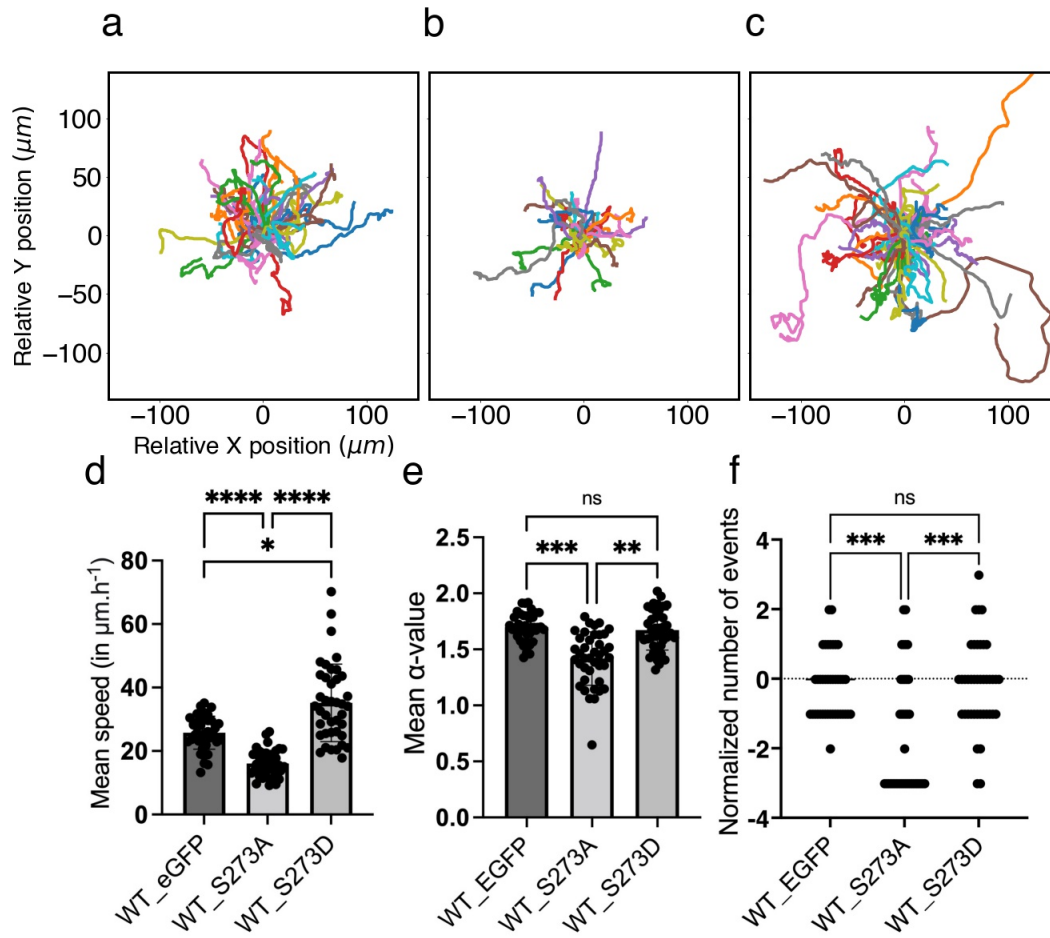 a
b
c
Relative Y position (μm)
100
50
0
−50
−100
−100 0 100
−100 0 100
−100 0 100
Relative X position (μm)
d
**** ****
*
Mean speed (in μm.h⁻¹)
80
60
40
20
0
WT_eGFP
WT_S273A
WT_S273D
e
ns
*** **
Mean α-value
2.5
2.0
1.5
1.0
0.5
0.0
WT_EGFP
WT_S273A
WT_S273D
f
ns
*** ***
Normalized number of events
4
2
0
-2
-4
WT_EGFP
WT_S273A
WT_S273D